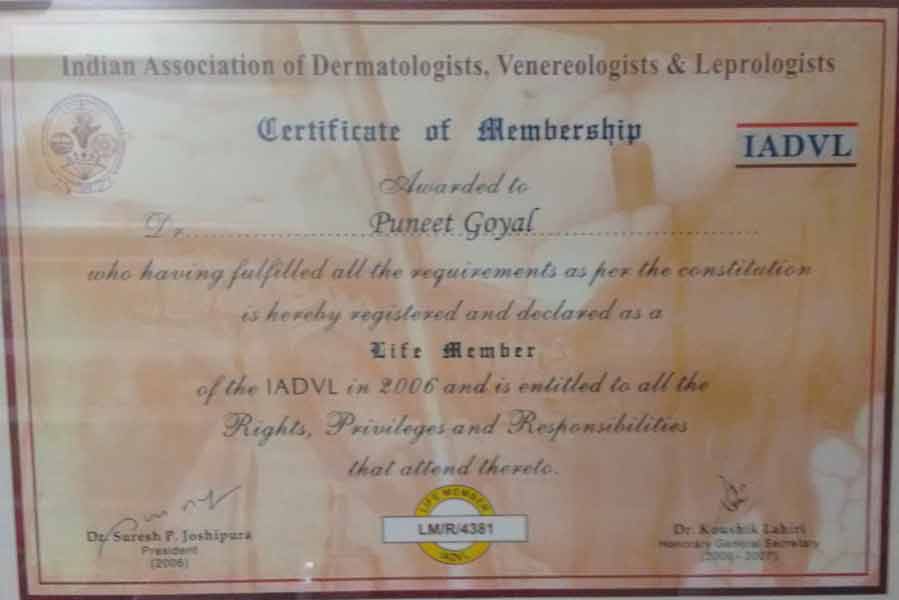 Indian Association of Dermatologists, Venereologists & Leprologists
Certificate of Membership
IADVL
Awarded to
Dr. Puneet Goyal
who having fulfilled all the requirements as per the constitution
is hereby registered and declared as a
Life Member
of the IADVL in 2006 and is entitled to all the
Rights, Privileges and Responsibilities
that attend thereto.
Dr. Suresh P. Joshipura
President
(2006)
LIFE MEMBER
LM/R/4381
IADVL
Dr. Koushik Lahiri
Honorary General Secretary
(2006 - 2007)